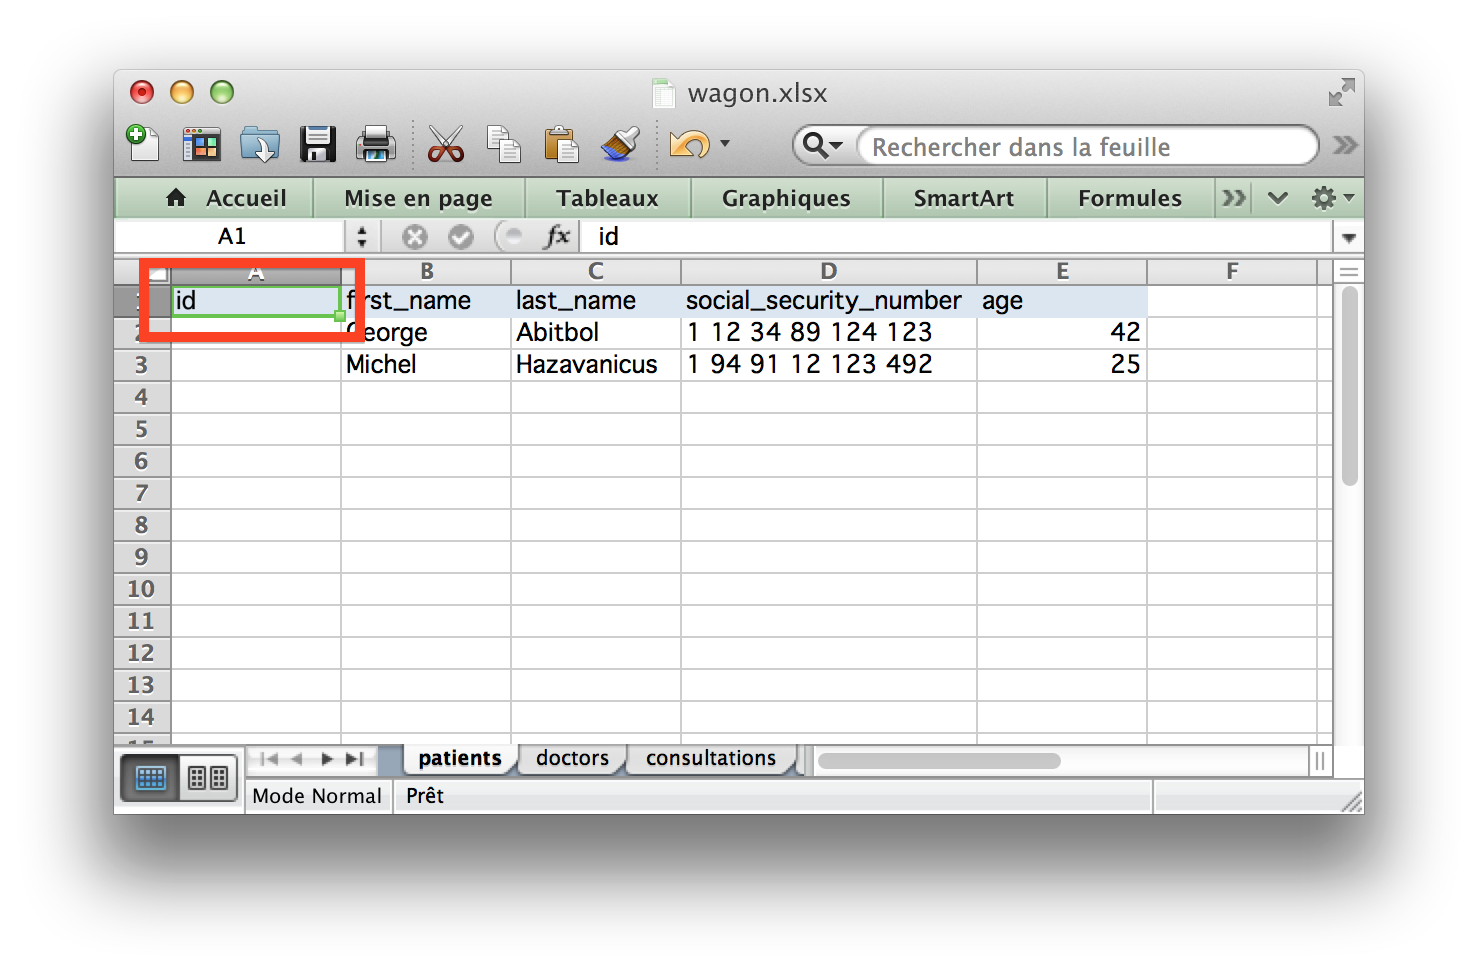 wagon.xlsx
Rechercher dans la feuille
Accueil Mise en page Tableaux Graphiques SmartArt Formules
A1 fx id
A B C D E F
1 id first_name last_name social_security_number age
2 George Abitbol 1 12 34 89 124 123 42
3 Michel Hazavanicus 1 94 91 12 123 492 25
4
5
6
7
8
9
10
11
12
13
14
15
patients doctors consultations
Mode Normal Prêt